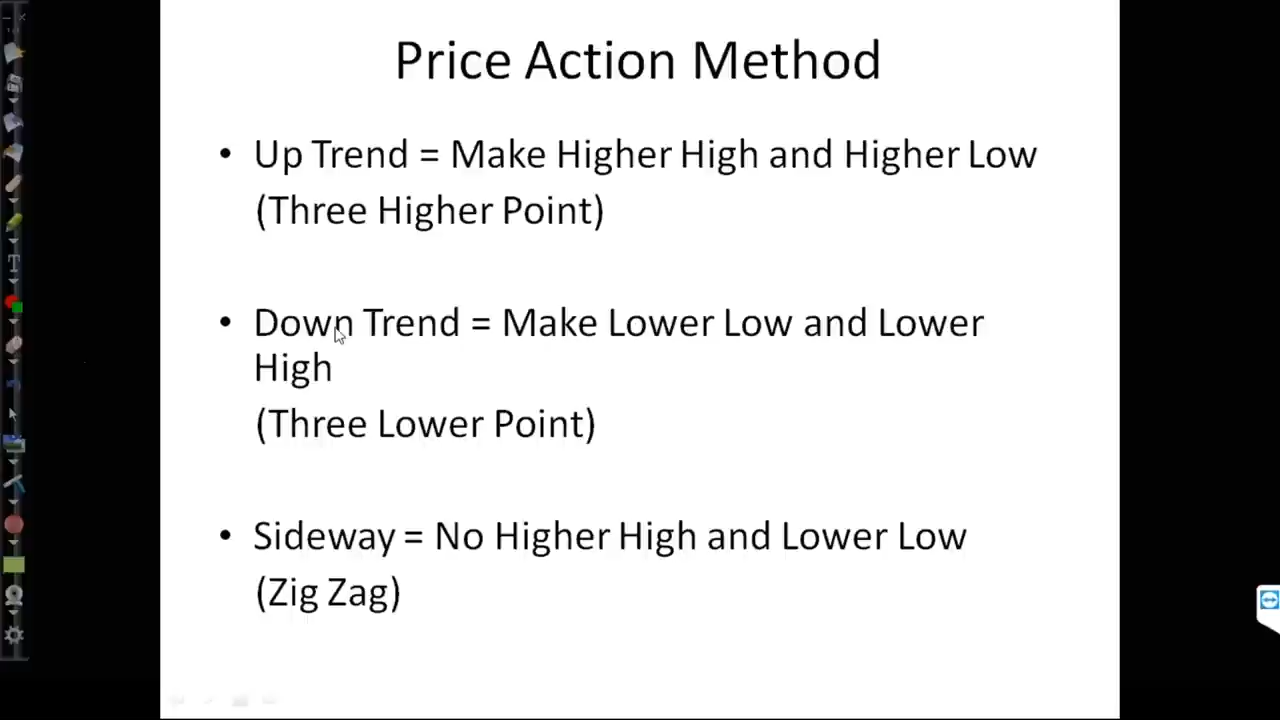 Price Action Method
• Up Trend = Make Higher High and Higher Low
(Three Higher Point)
• Down Trend = Make Lower Low and Lower
High
(Three Lower Point)
• Sideway = No Higher High and Lower Low
(Zig Zag)